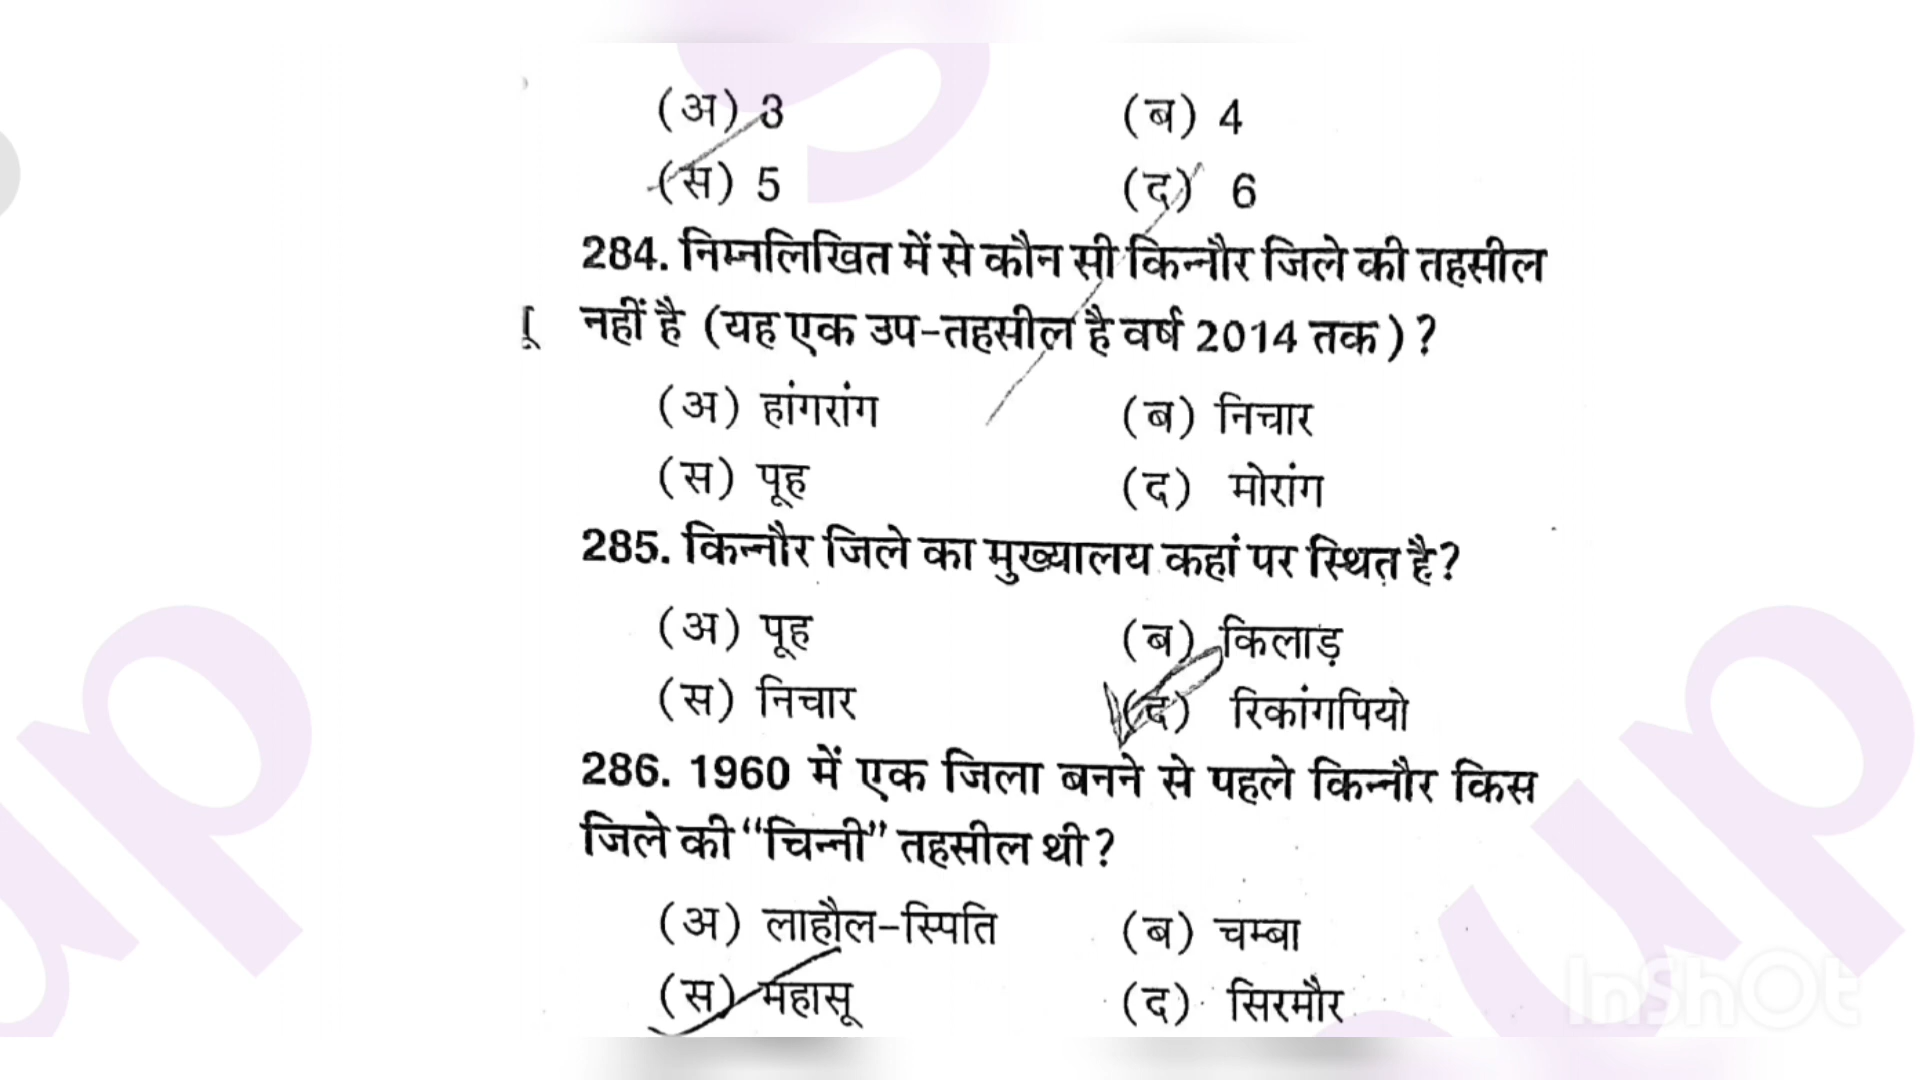 (अ) 3 (ब) 4
(स) 5 (द) 6
284. निम्नलिखित में से कौन सी किन्नौर जिले की तहसील
नहीं है (यह एक उप-तहसील है वर्ष 2014 तक)?
(अ) हांगरांग (ब) निचार
(स) पूह (द) मोरांग
285. किन्नौर जिले का मुख्यालय कहां पर स्थित है?
(अ) पूह (ब) किलाड़
(स) निचार (द) रिकांगपियो
286. 1960 में एक जिला बनने से पहले किन्नौर किस
जिले की “चिन्नी” तहसील थी?
(अ) लाहौल-स्पिति (ब) चम्बा
(स) महासू (द) सिरमौर
InShOt